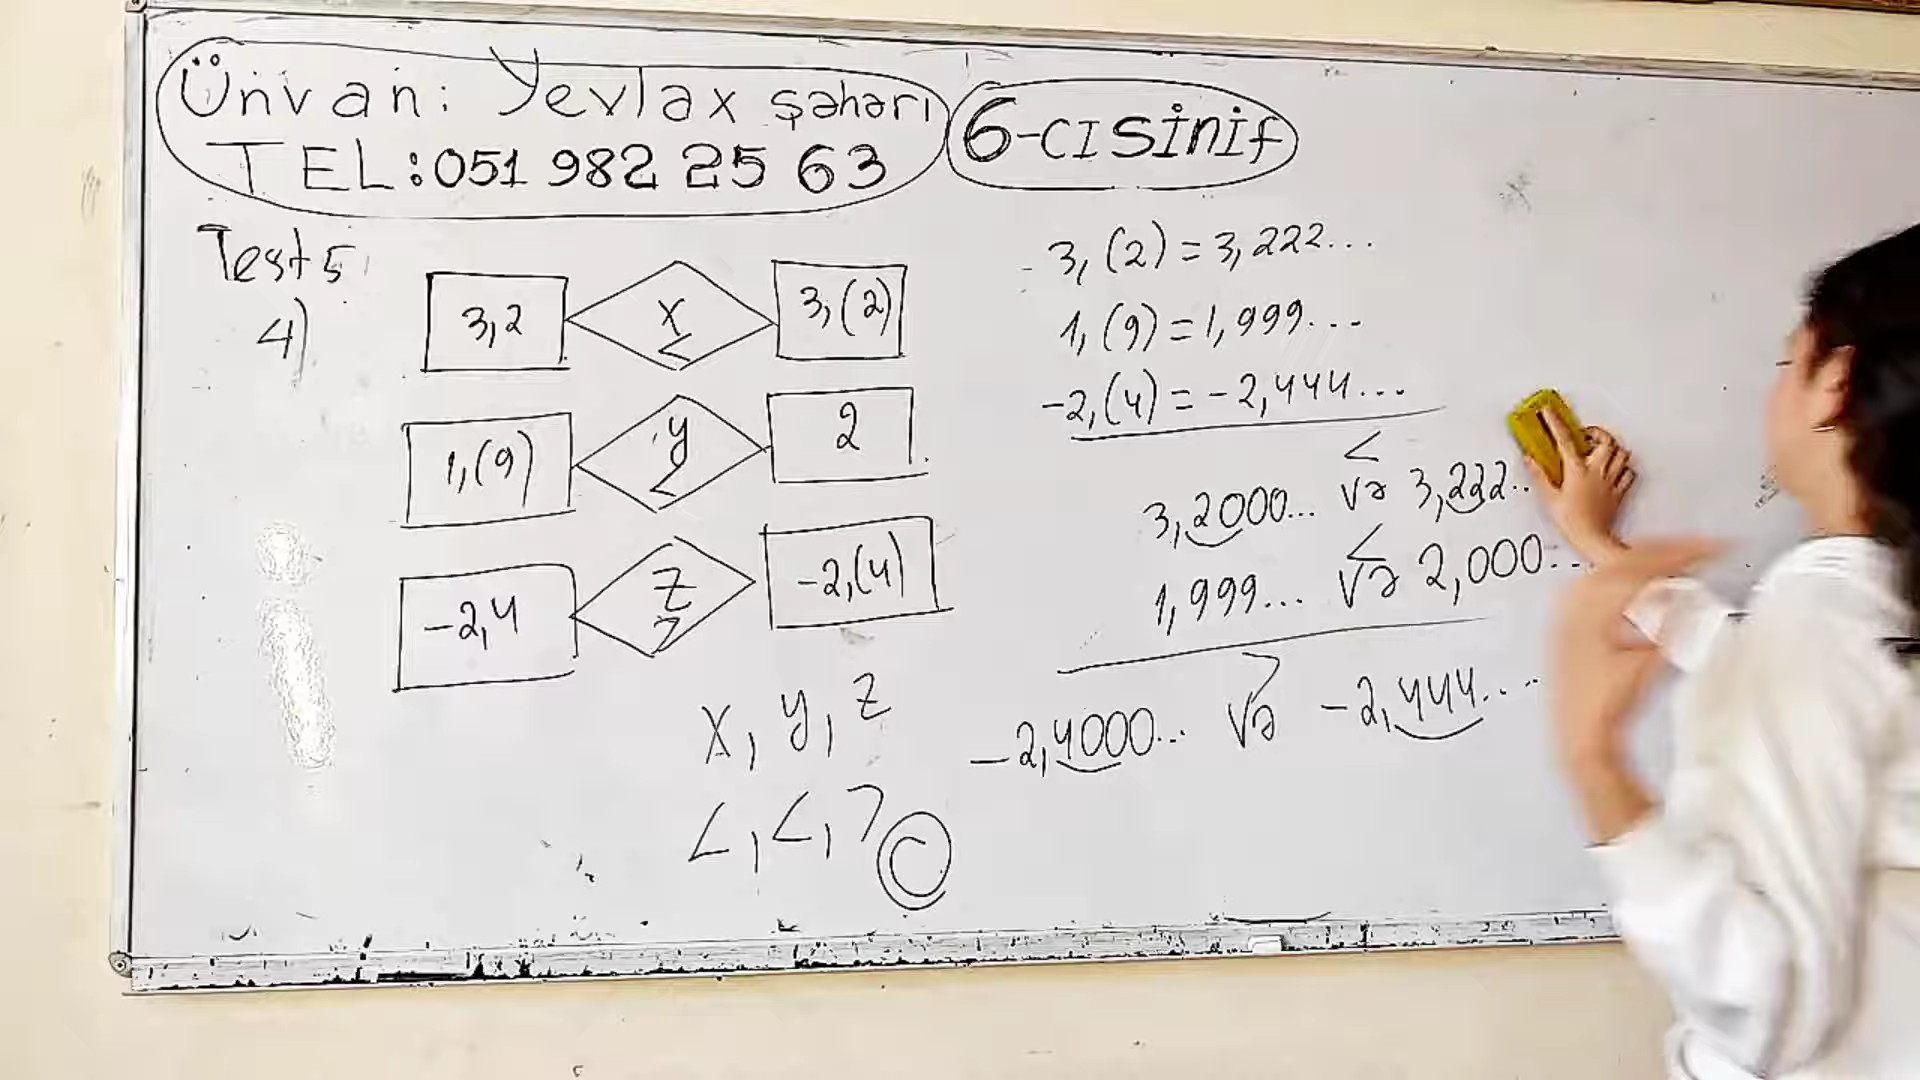 Ünvan: Yevlax şəhəri
TEL: 051 982 25 63
6-CI sinif
Test 5
4)
3,2 x < 3,(2)
1,(9) y < 2
-2,4 z > -2,(4)
x, y, z
<, <, > C
3,(2) = 3,222...
1,(9) = 1,999...
-2,(4) = -2,444...
<
3,2000... və 3,222..
<
1,999... və 2,000...
>
-2,4000... və -2,444...